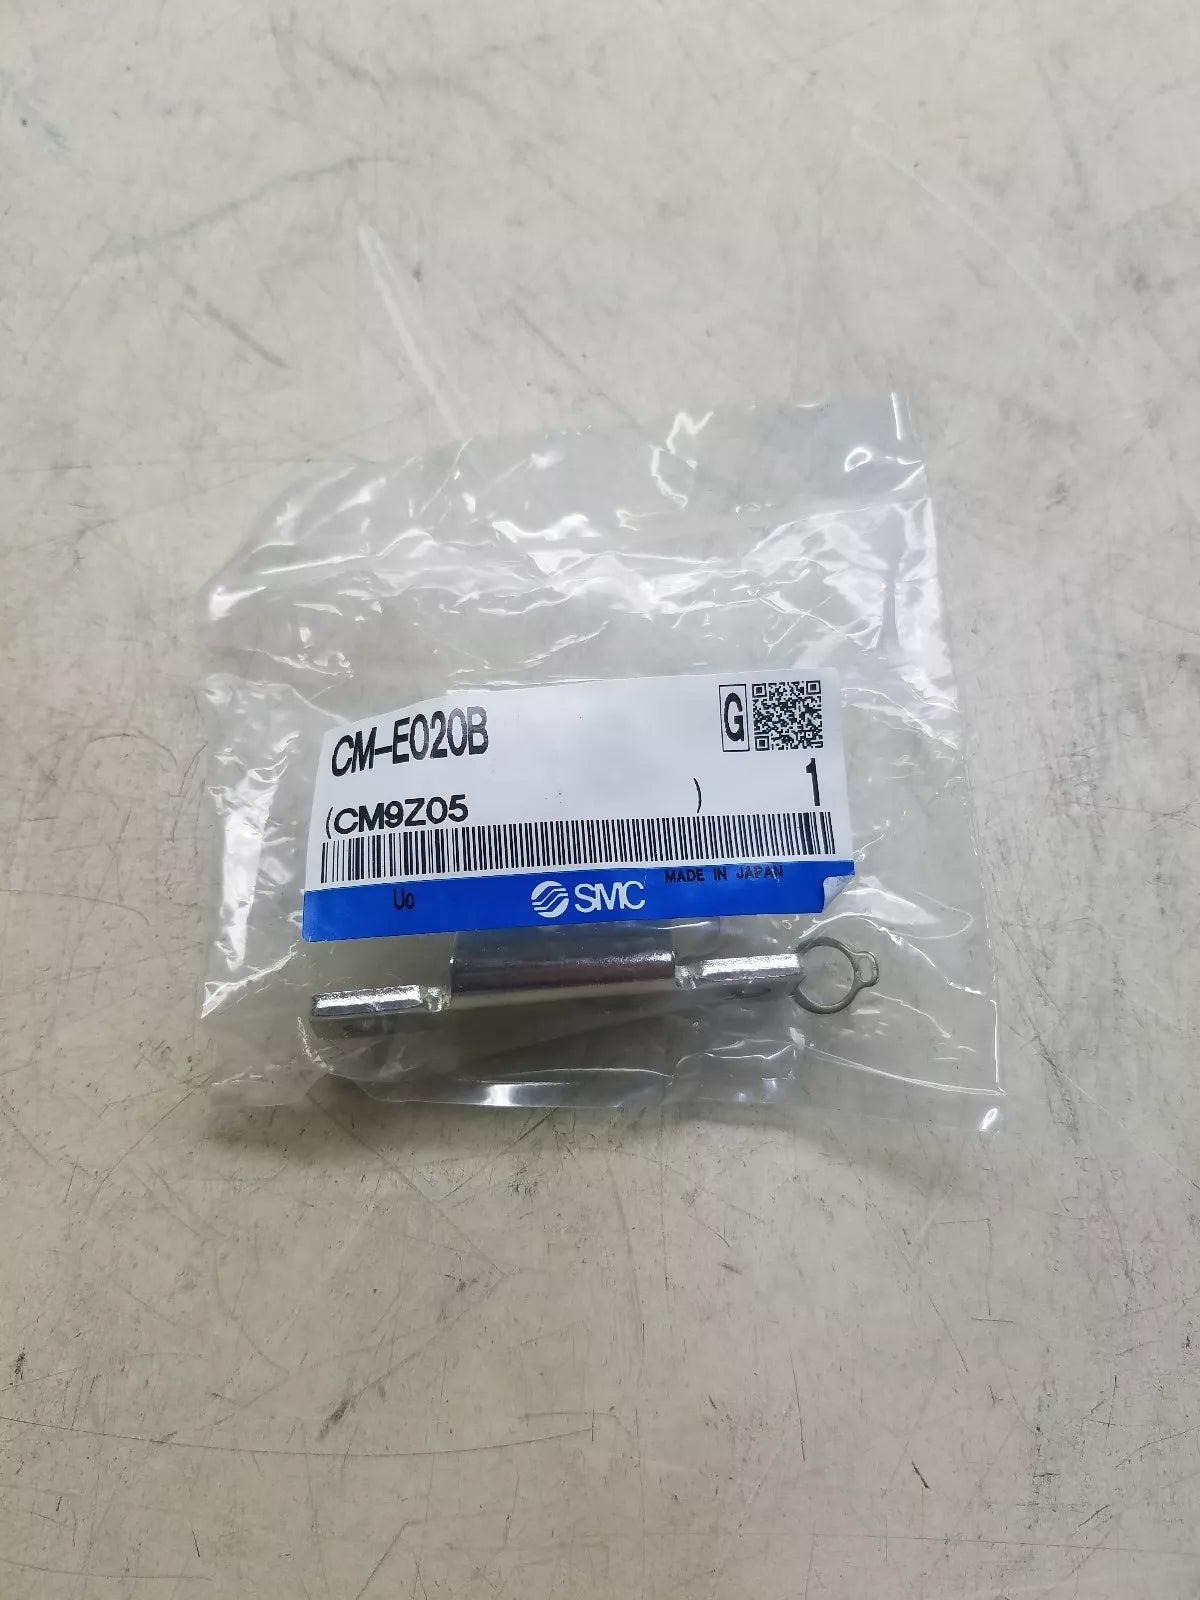 CM-E020B
G
(CM9Z05 )
1
Uo
SMC
MADE IN JAPAN